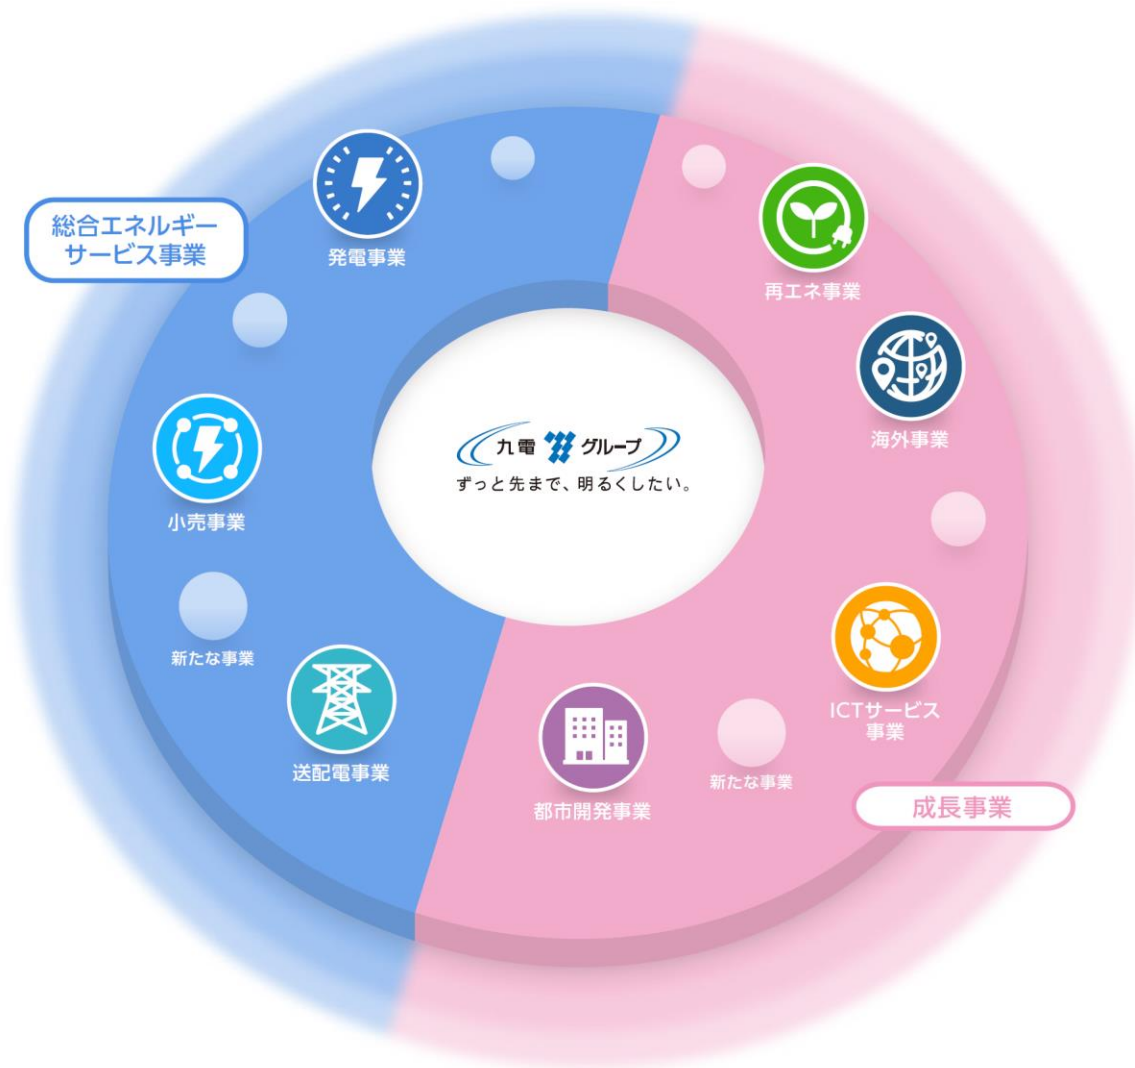 総合エネルギー
サービス事業
発電事業
小売事業
新たな事業
送配電事業
九電 グループ
ずっと先まで、明るくしたい。
再エネ事業
海外事業
ICTサービス
事業
新たな事業
都市開発事業
成長事業